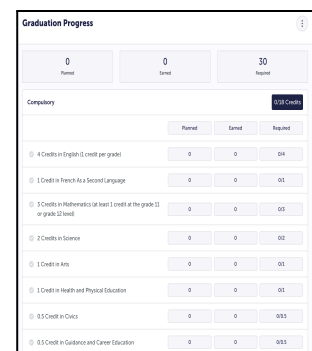 Graduation Progress
0 0 30
Planned Earned Required
Compulsory 0/18 Credits
Planned Earned Required
4 Credits in English (1 credit per grade) 0 0 0/4
1 Credit in French As a Second Language 0 0 0/1
3 Credits in Mathematics (at least 1 credit at the grade 11
or grade 12 level) 0 0 0/3
2 Credits in Science 0 0 0/2
1 Credit in Arts 0 0 0/1
1 Credit in Health and Physical Education 0 0 0/1
0.5 Credit in Civics 0 0 0/0.5
0.5 Credit in Guidance and Career Education 0 0 0/0.5